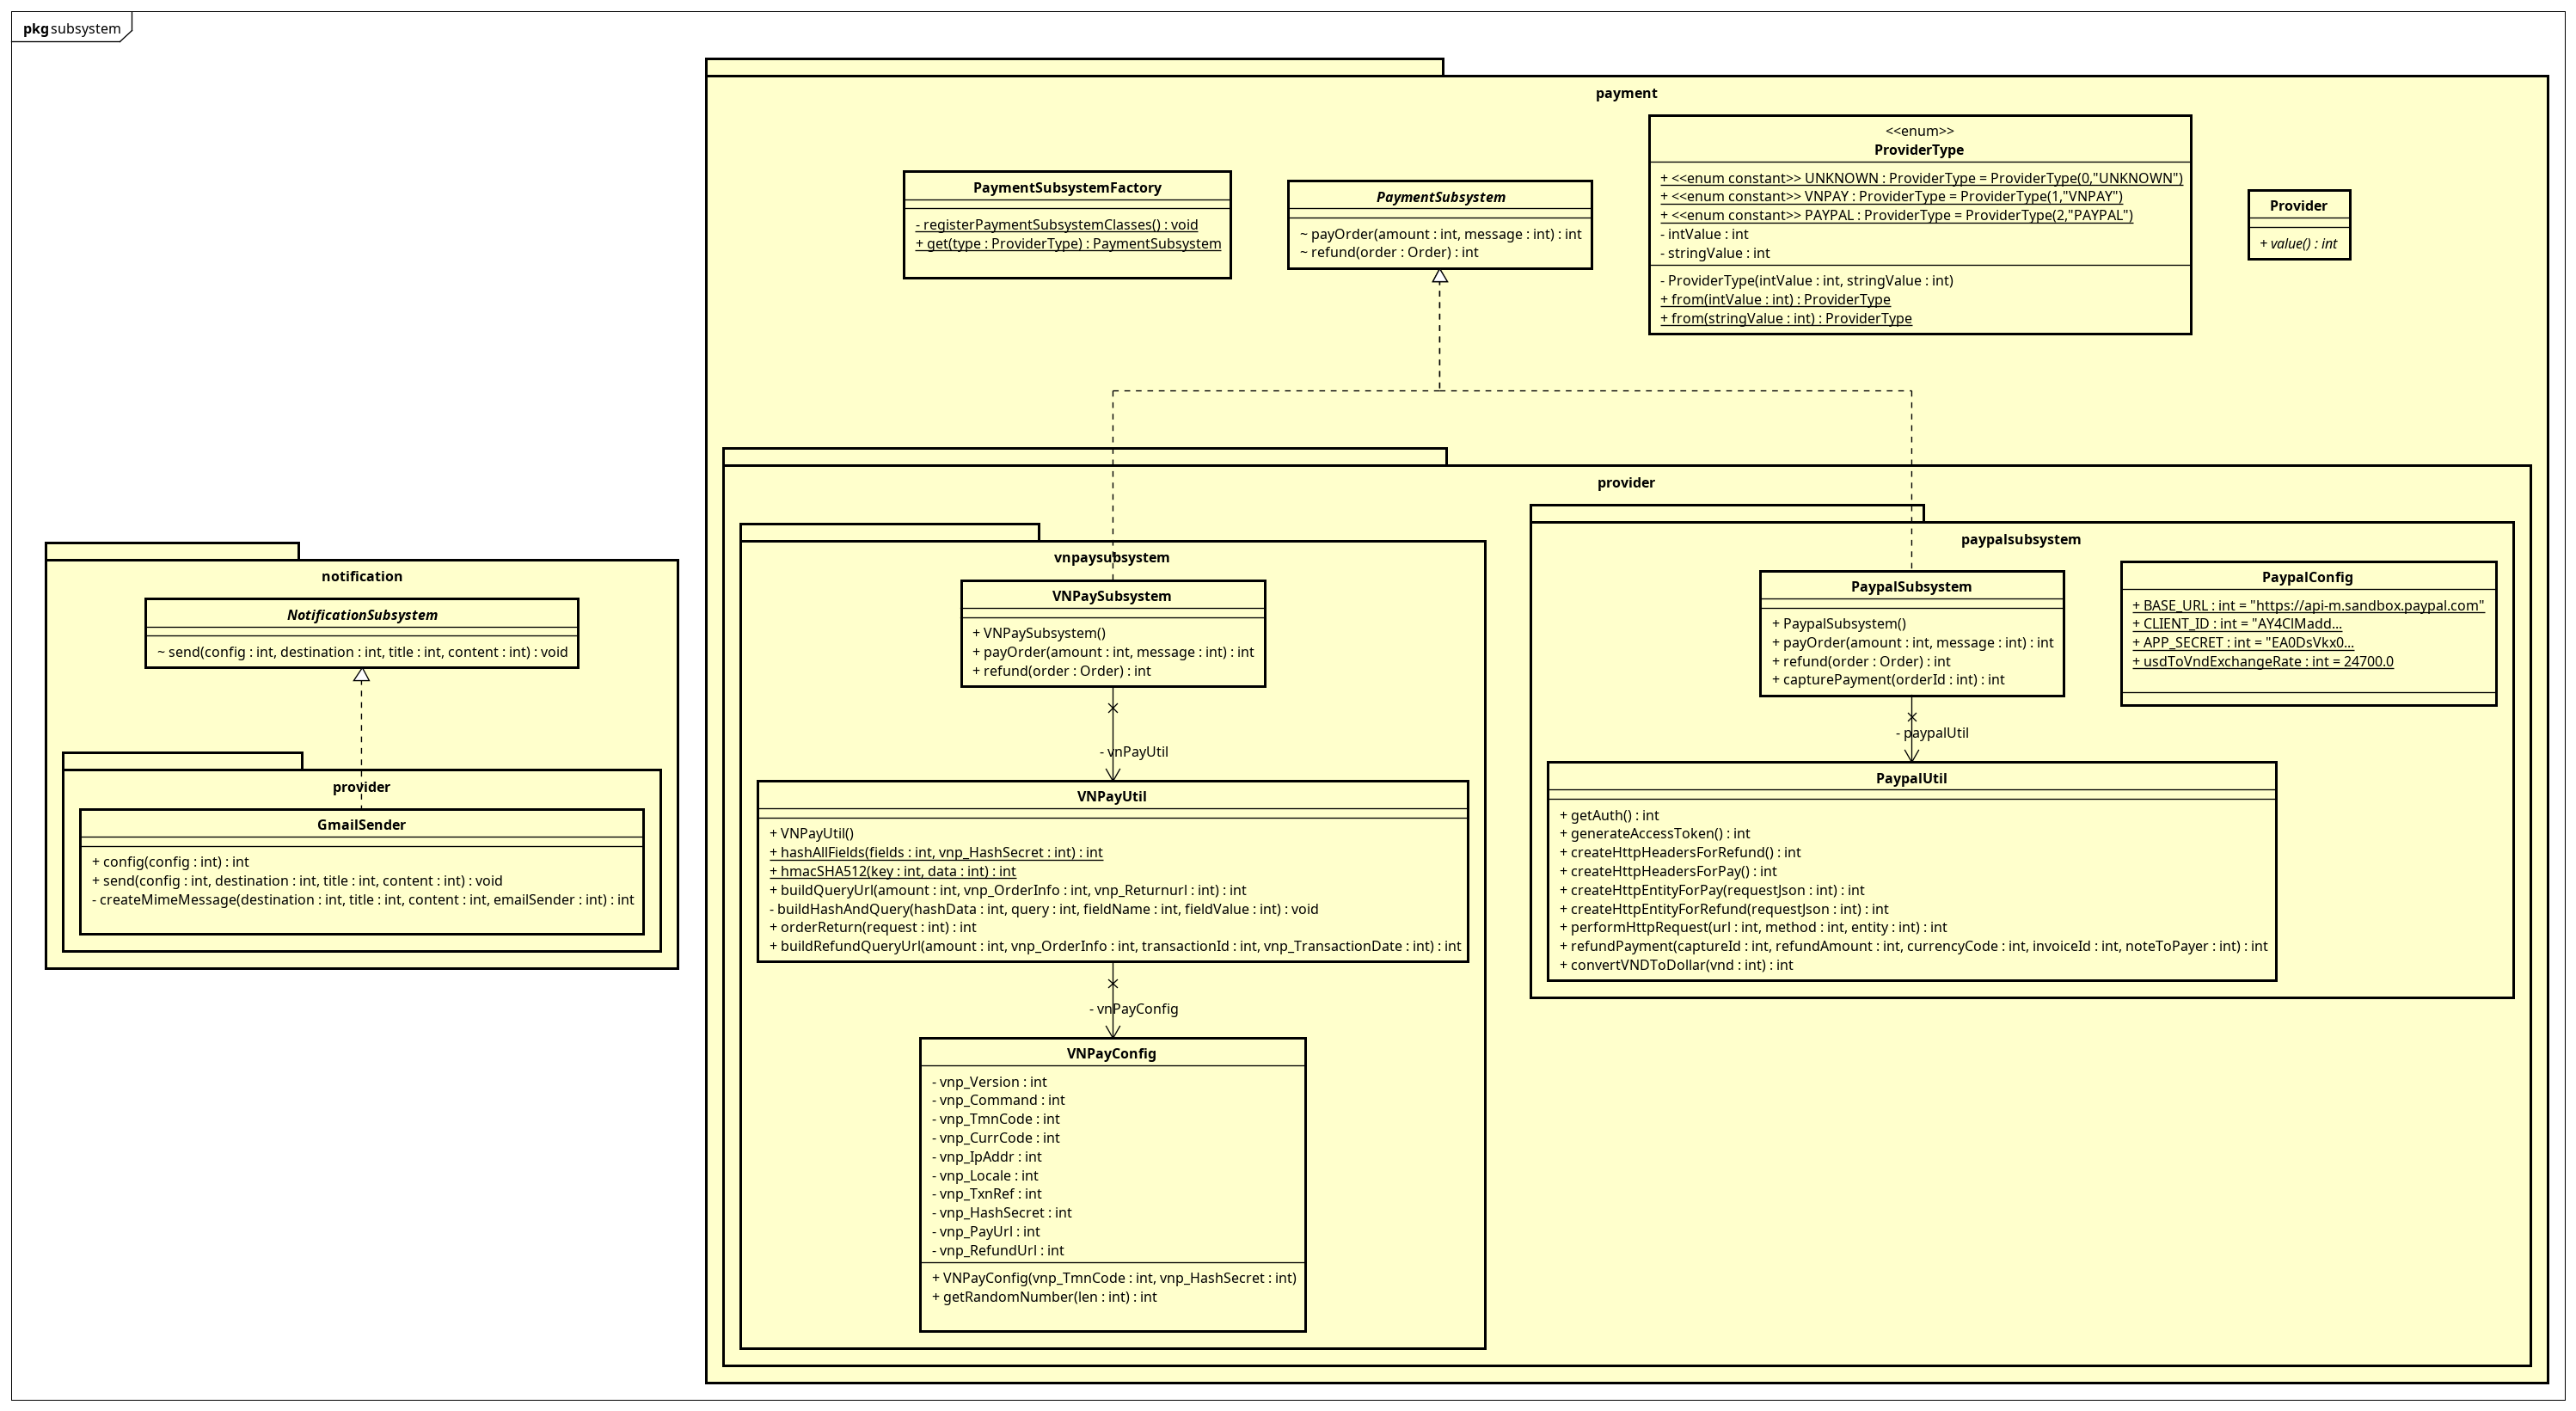 pkg subsystem
payment
PaymentSubsystemFactory
- registerPaymentSubsystemClasses() : void
+ get(type : ProviderType) : PaymentSubsystem
PaymentSubsystem
~ payOrder(amount : int, message : int) : int
~ refund(order : Order) : int
<<enum>>
ProviderType
+ <<enum constant>> UNKNOWN : ProviderType = ProviderType(0,"UNKNOWN")
+ <<enum constant>> VNPAY : ProviderType = ProviderType(1,"VNPAY")
+ <<enum constant>> PAYPAL : ProviderType = ProviderType(2,"PAYPAL")
- intValue : int
- stringValue : int
- ProviderType(intValue : int, stringValue : int)
+ from(intValue : int) : ProviderType
+ from(stringValue : int) : ProviderType
Provider
+ value() : int
notification
NotificationSubsystem
~ send(config : int, destination : int, title : int, content : int) : void
provider
GmailSender
+ config(config : int) : int
+ send(config : int, destination : int, title : int, content : int) : void
- createMimeMessage(destination : int, title : int, content : int, emailSender : int) : int
provider
vnpaysubsystem
VNPaySubsystem
+ VNPaySubsystem()
+ payOrder(amount : int, message : int) : int
+ refund(order : Order) : int
- vnPayUtil
VNPayUtil
+ VNPayUtil()
+ hashAllFields(fields : int, vnp_HashSecret : int) : int
+ hmacSHA512(key : int, data : int) : int
+ buildQueryUrl(amount : int, vnp_OrderInfo : int, vnp_Returnurl : int) : int
- buildHashAndQuery(hashData : int, query : int, fieldName : int, fieldValue : int) : void
+ orderReturn(request : int) : int
+ buildRefundQueryUrl(amount : int, vnp_OrderInfo : int, transactionId : int, vnp_TransactionDate : int) : int
- vnPayConfig
VNPayConfig
- vnp_Version : int
- vnp_Command : int
- vnp_TmnCode : int
- vnp_CurrCode : int
- vnp_IpAddr : int
- vnp_Locale : int
- vnp_TxnRef : int
- vnp_HashSecret : int
- vnp_PayUrl : int
- vnp_RefundUrl : int
+ VNPayConfig(vnp_TmnCode : int, vnp_HashSecret : int)
+ getRandomNumber(len : int) : int
paypalsubsystem
PaypalSubsystem
+ PaypalSubsystem()
+ payOrder(amount : int, message : int) : int
+ refund(order : Order) : int
+ capturePayment(orderId : int) : int
PaypalConfig
+ BASE_URL : int = "https://api-m.sandbox.paypal.com"
+ CLIENT_ID : int = "AY4ClMadd...
+ APP_SECRET : int = "EA0DsVkx0...
+ usdToVndExchangeRate : int = 24700.0
- paypalUtil
PaypalUtil
+ getAuth() : int
+ generateAccessToken() : int
+ createHttpHeadersForRefund() : int
+ createHttpHeadersForPay() : int
+ createHttpEntityForPay(requestJson : int) : int
+ createHttpEntityForRefund(requestJson : int) : int
+ performHttpRequest(url : int, method : int, entity : int) : int
+ refundPayment(captureId : int, refundAmount : int, currencyCode : int, invoiceId : int, noteToPayer : int) : int
+ convertVNDToDollar(vnd : int) : int